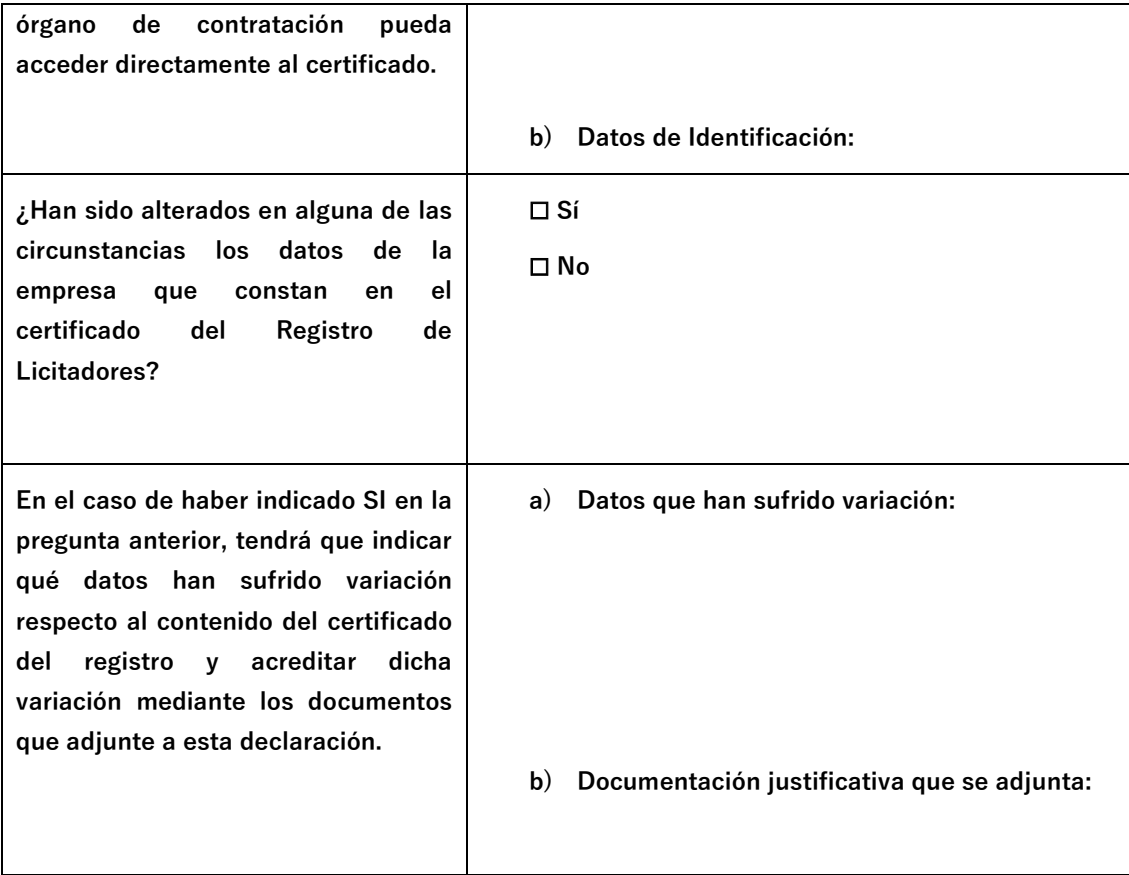 órgano de contratación pueda
acceder directamente al certificado.
b) Datos de Identificación:
¿Han sido alterados en alguna de las
circunstancias los datos de la
empresa que constan en el
certificado del Registro de
Licitadores?
☐ Sí
☐ No
En el caso de haber indicado SI en la
pregunta anterior, tendrá que indicar
qué datos han sufrido variación
respecto al contenido del certificado
del registro y acreditar dicha
variación mediante los documentos
que adjunte a esta declaración.
a) Datos que han sufrido variación:
b) Documentación justificativa que se adjunta: